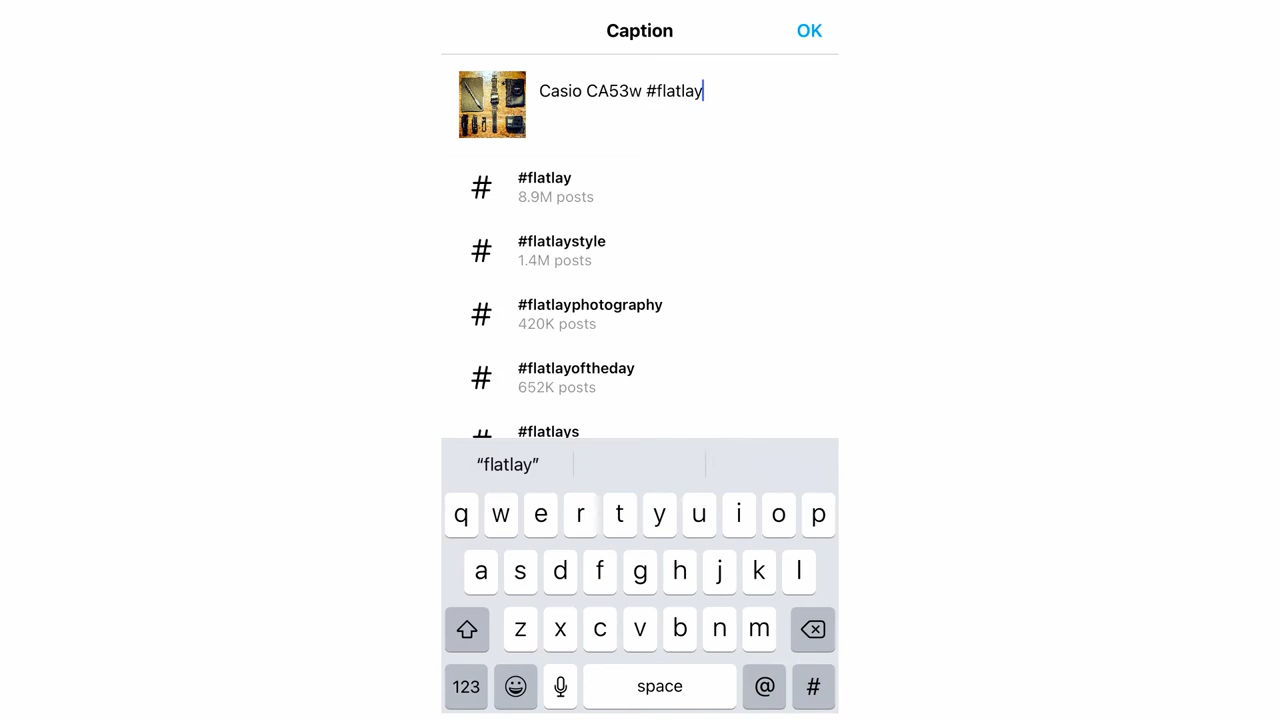 Caption
OK
Casio CA53w #flatlay
#
#flatlay
8.9M posts
#
#flatlaystyle
1.4M posts
#
#flatlayphotography
420K posts
#
#flatlayoftheday
652K posts
#
#flatlays
“flatlay”
q w e r t y u i o p
a s d f g h j k l
z x c v b n m
123 space @ #